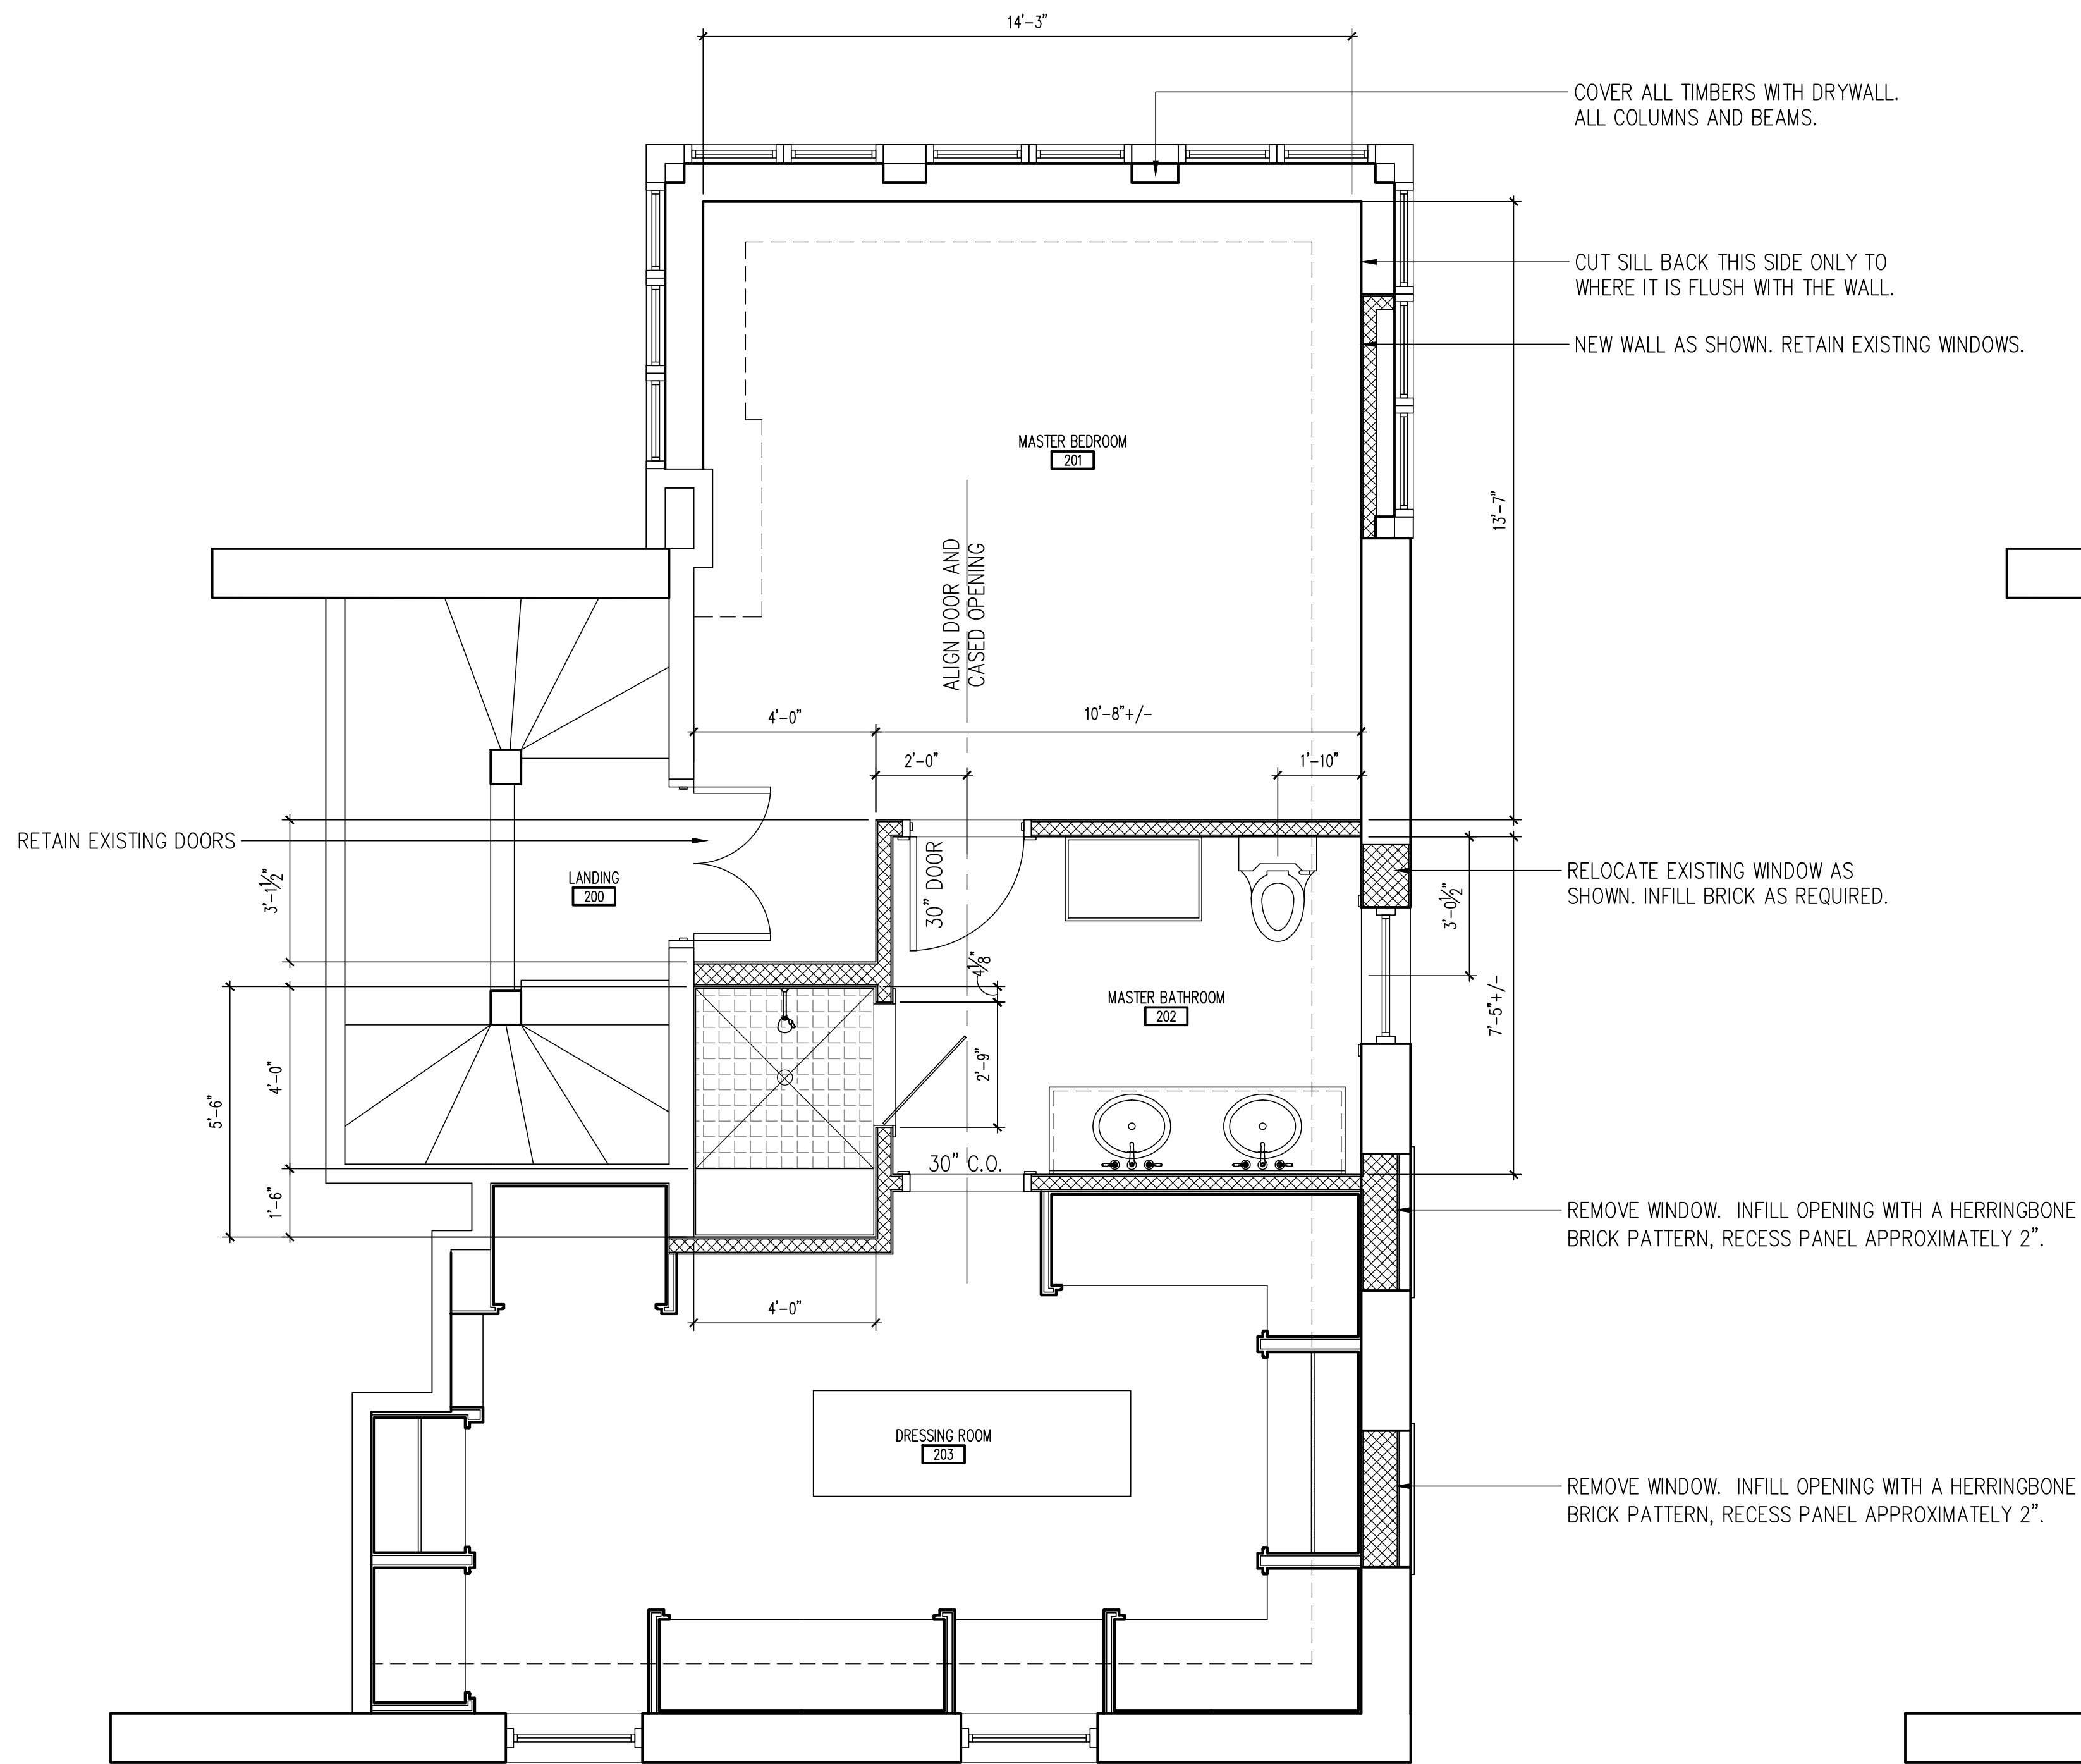 14'-3"
COVER ALL TIMBERS WITH DRYWALL.
ALL COLUMNS AND BEAMS.
CUT SILL BACK THIS SIDE ONLY TO
WHERE IT IS FLUSH WITH THE WALL.
NEW WALL AS SHOWN. RETAIN EXISTING WINDOWS.
MASTER BEDROOM
201
13'-7"
ALIGN DOOR AND
CASED OPENING
4'-0"
10'-8"+/-
2'-0"
1'-10"
RETAIN EXISTING DOORS
3'-1½"
LANDING
200
30" DOOR
RELOCATE EXISTING WINDOW AS
SHOWN. INFILL BRICK AS REQUIRED.
3'-0½"
4⅛"
MASTER BATHROOM
202
7'-5"+/-
5'-6"
4'-0"
2'-9"
30" C.O.
1'-6"
REMOVE WINDOW. INFILL OPENING WITH A HERRINGBONE
BRICK PATTERN, RECESS PANEL APPROXIMATELY 2".
4'-0"
DRESSING ROOM
203
REMOVE WINDOW. INFILL OPENING WITH A HERRINGBONE
BRICK PATTERN, RECESS PANEL APPROXIMATELY 2".